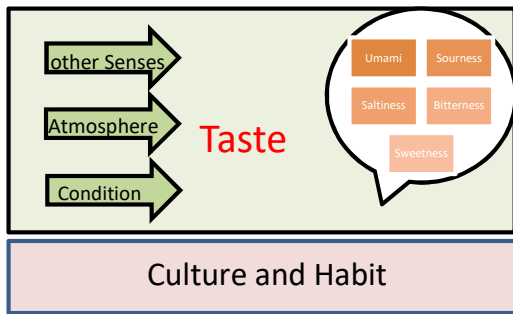 other Senses
Atmosphere
Condition
Taste
Umami
Sourness
Saltiness
Bitterness
Sweetness
Culture and Habit